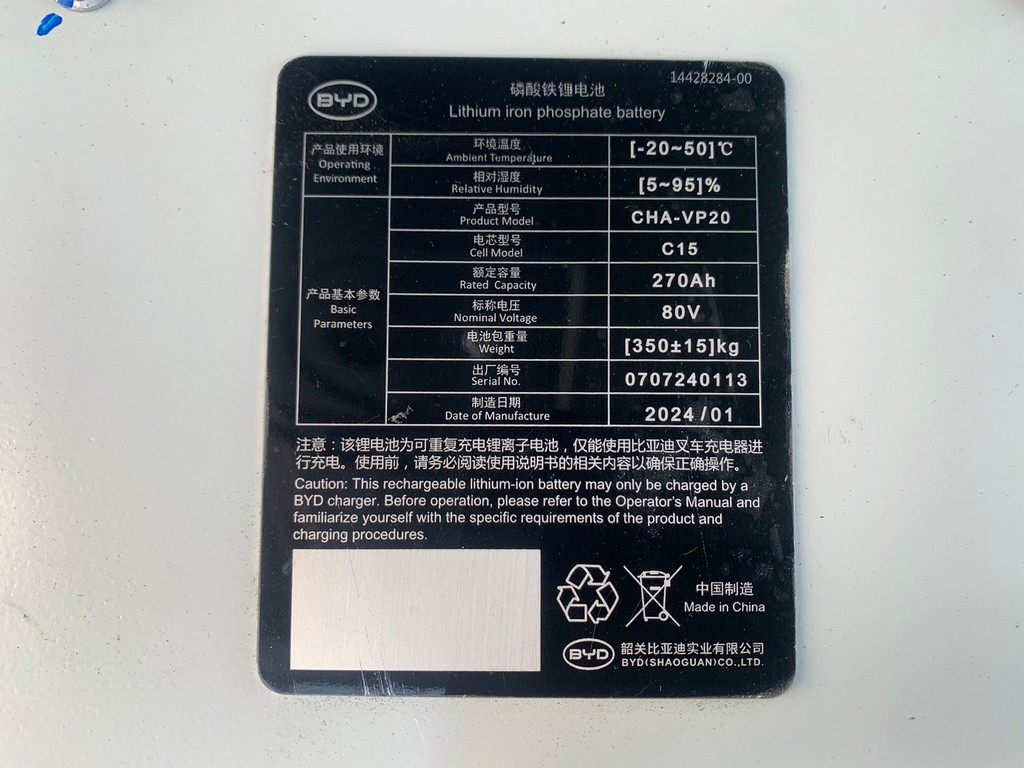 14428284-00
BYD
磷酸铁锂电池
Lithium iron phosphate battery
产品使用环境
Operating
Environment
环境温度
Ambient Temperature
[-20~50]℃
相对湿度
Relative Humidity
[5~95]%
产品基本参数
Basic
Parameters
产品型号
Product Model
CHA-VP20
电芯型号
Cell Model
C15
额定容量
Rated Capacity
270Ah
标称电压
Nominal Voltage
80V
电池包重量
Weight
[350±15]kg
出厂编号
Serial No.
0707240113
制造日期
Date of Manufacture
2024/01
注意：该锂电池为可重复充电锂离子电池，仅能使用比亚迪叉车充电器进
行充电。使用前，请务必阅读使用说明书的相关内容以确保正确操作。
Caution: This rechargeable lithium-ion battery may only be charged by a
BYD charger. Before operation, please refer to the Operator's Manual and
familiarize yourself with the specific requirements of the product and
charging procedures.
中国制造
Made in China
BYD
韶关比亚迪实业有限公司
BYD(SHAOGUAN)CO.,LTD.